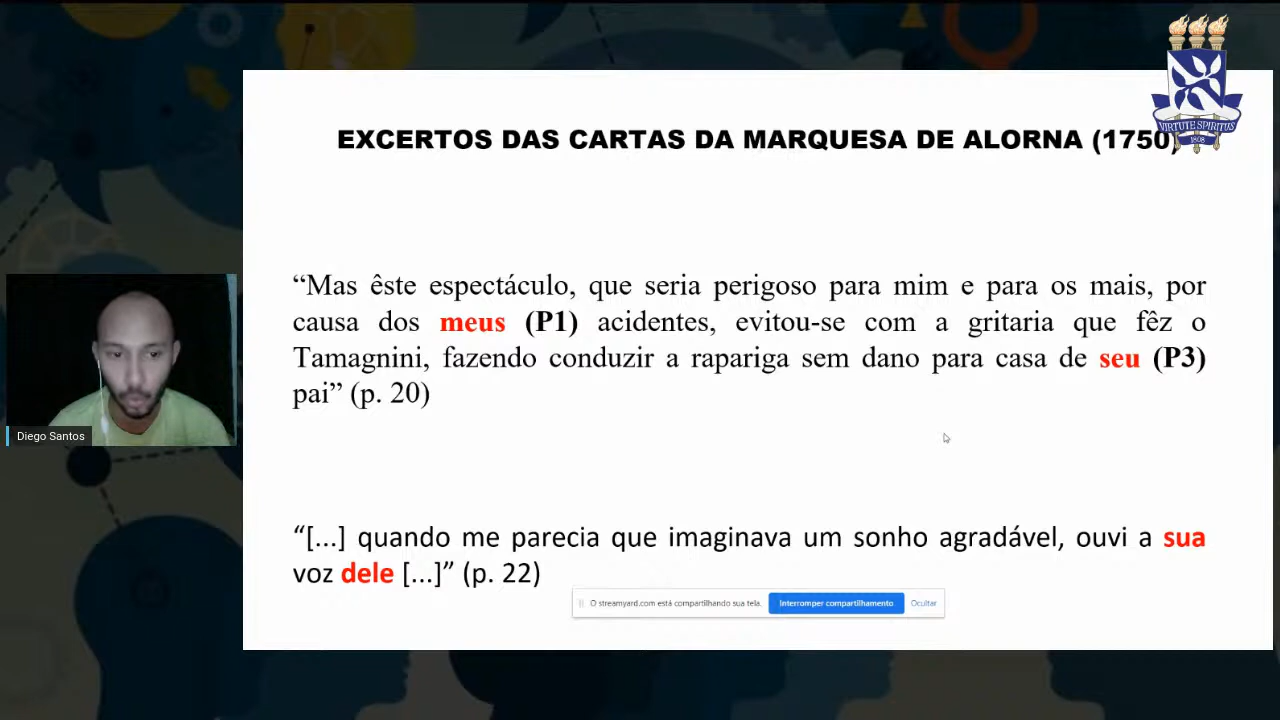 EXCERTOS DAS CARTAS DA MARQUESA DE ALORNA (1750)
VIRTUTE SPIRITUS
1808
“Mas êste espectáculo, que seria perigoso para mim e para os mais, por
causa dos meus (P1) acidentes, evitou-se com a gritaria que fêz o
Tamagnini, fazendo conduzir a rapariga sem dano para casa de seu (P3)
pai” (p. 20)
Diego Santos
“[...] quando me parecia que imaginava um sonho agradável, ouvi a sua
voz dele [...]” (p. 22)
O streamyard.com está compartilhando sua tela. Interromper compartilhamento Ocultar